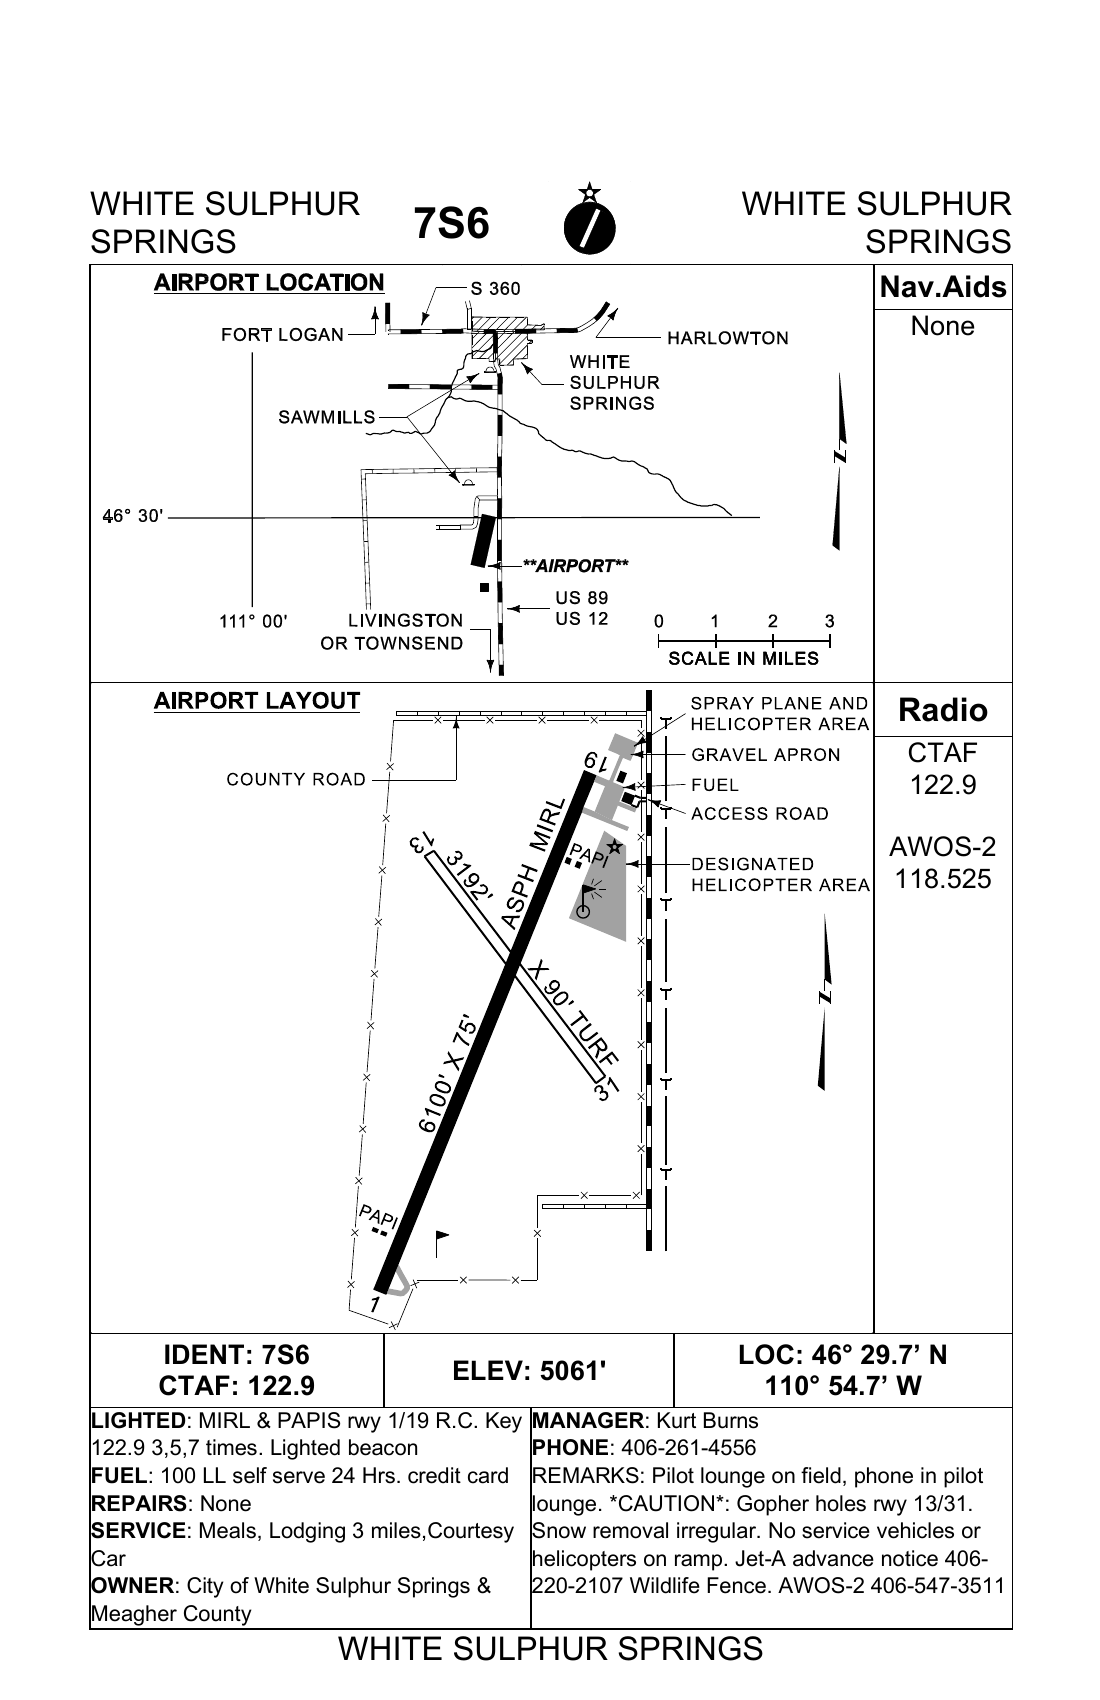 WHITE SULPHUR
SPRINGS
7S6
WHITE SULPHUR
SPRINGS
AIRPORT LOCATION
S 360
FORT LOGAN
HARLOWTON
WHITE
SULPHUR
SPRINGS
SAWMILLS
N
46° 30'
**AIRPORT**
US 89
US 12
111° 00'
LIVINGSTON
OR TOWNSEND
0 1 2 3
SCALE IN MILES
Nav.Aids
None
AIRPORT LAYOUT
SPRAY PLANE AND
HELICOPTER AREA
GRAVEL APRON
COUNTY ROAD
FUEL
ACCESS ROAD
19
ASPH MIRL
13
3192'
PAPI
DESIGNATED
HELICOPTER AREA
X 90' TURF
N
6100' X 75'
31
PAPI
1
Radio
CTAF
122.9
AWOS-2
118.525
IDENT: 7S6
CTAF: 122.9
ELEV: 5061'
LOC: 46° 29.7’ N
110° 54.7’ W
LIGHTED: MIRL & PAPIS rwy 1/19 R.C. Key
122.9 3,5,7 times. Lighted beacon
FUEL: 100 LL self serve 24 Hrs. credit card
REPAIRS: None
SERVICE: Meals, Lodging 3 miles,Courtesy
Car
OWNER: City of White Sulphur Springs &
Meagher County
MANAGER: Kurt Burns
PHONE: 406-261-4556
REMARKS: Pilot lounge on field, phone in pilot
lounge. *CAUTION*: Gopher holes rwy 13/31.
Snow removal irregular. No service vehicles or
helicopters on ramp. Jet-A advance notice 406-
220-2107 Wildlife Fence. AWOS-2 406-547-3511
WHITE SULPHUR SPRINGS